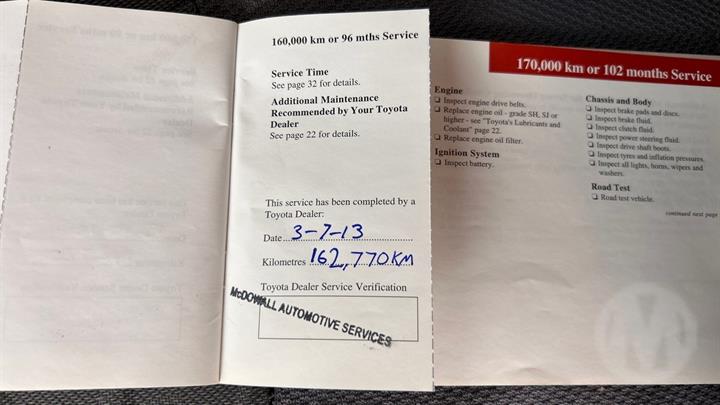 160,000 km or 96 mths Service
Service Time
See page 32 for details.
Additional Maintenance
Recommended by Your Toyota
Dealer
See page 22 for details.
This service has been completed by a
Toyota Dealer:
Date 3-7-13
Kilometres 162,770KM
Toyota Dealer Service Verification
McDOWALL AUTOMOTIVE SERVICES
170,000 km or 102 months Service
Engine
Inspect engine drive belts.
Replace engine oil - grade SH, SJ or
higher - see "Toyota's Lubricants and
Coolant" page 22.
Replace engine oil filter.
Ignition System
Inspect battery.
Chassis and Body
Inspect brake pads and discs.
Inspect brake fluid.
Inspect clutch fluid.
Inspect power steering fluid.
Inspect drive shaft boots.
Inspect tyres and inflation pressures.
Inspect all lights, horns, wipers and
washers.
Road Test
Road test vehicle.
continued next page